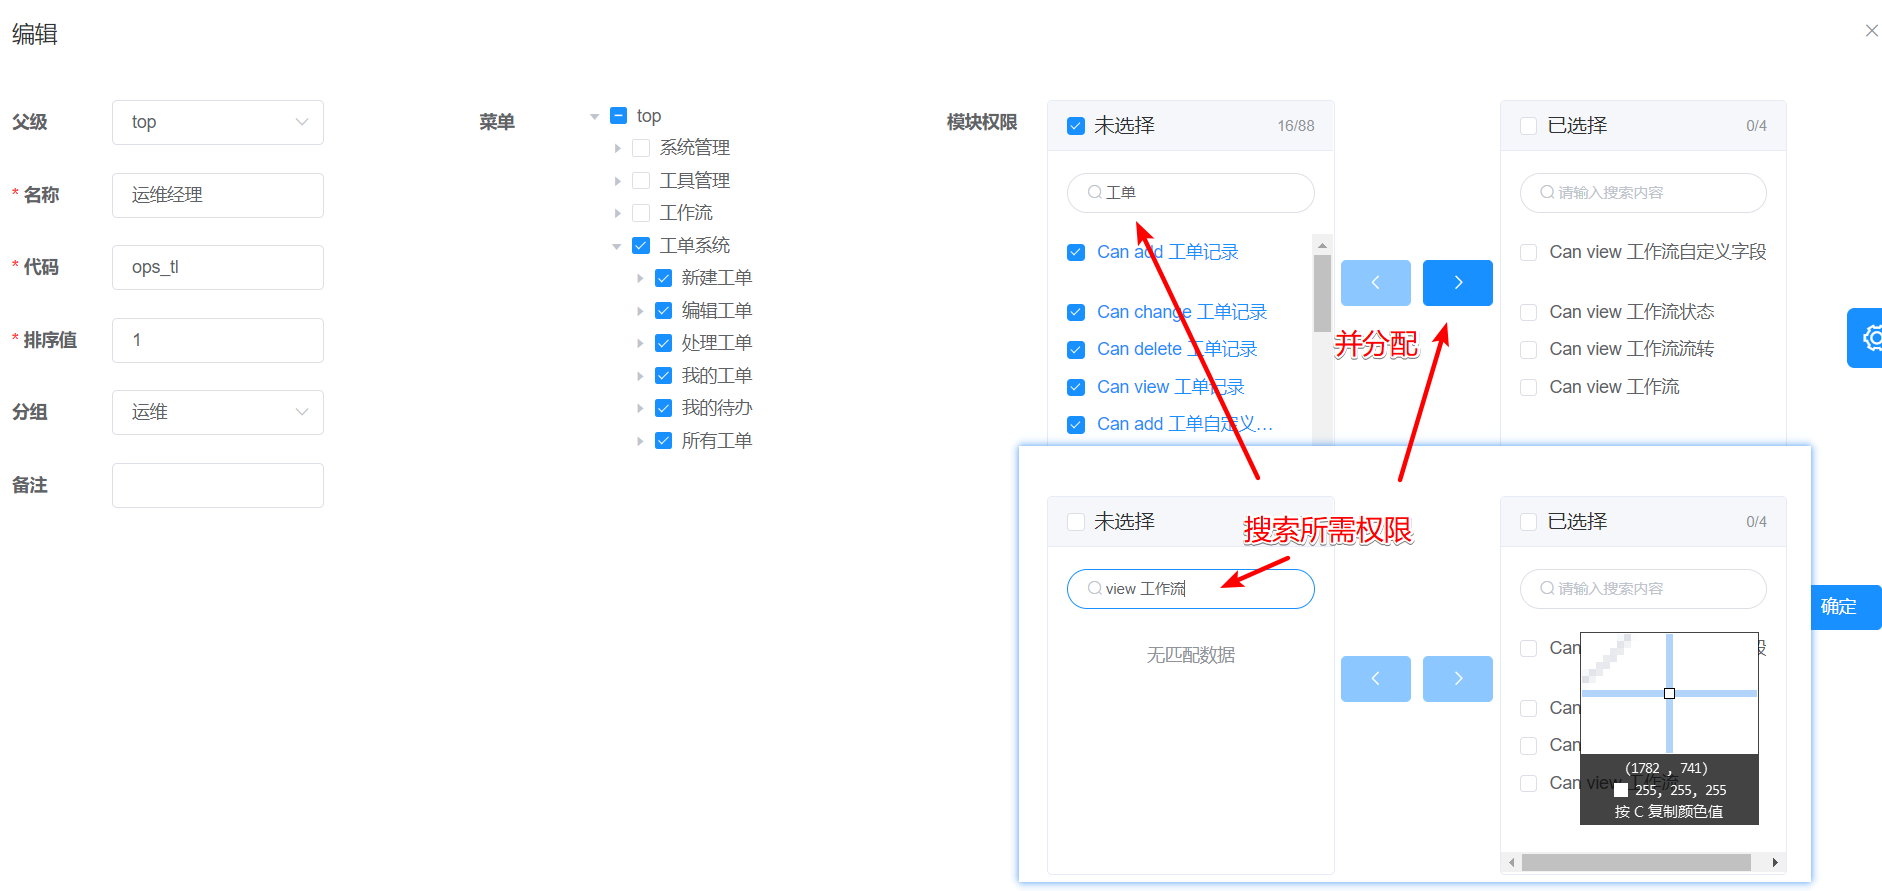 编辑
父级
top
* 名称
运维经理
* 代码
ops_tl
* 排序值
1
分组
运维
备注
菜单
top
系统管理
工具管理
工作流
工单系统
新建工单
编辑工单
处理工单
我的工单
我的待办
所有工单
模块权限
未选择 16/88
工单
Can add 工单记录
Can change 工单记录
Can delete 工单记录
Can view 工单记录
Can add 工单自定义…
并分配
已选择 0/4
请输入搜索内容
Can view 工作流自定义字段
Can view 工作流状态
Can view 工作流流转
Can view 工作流
未选择
搜索所需权限
view 工作流
无匹配数据
已选择 0/4
请输入搜索内容
Can
Can
Can
Can view 工作流
(1782 , 741)
255, 255, 255
按 C 复制颜色值
确定